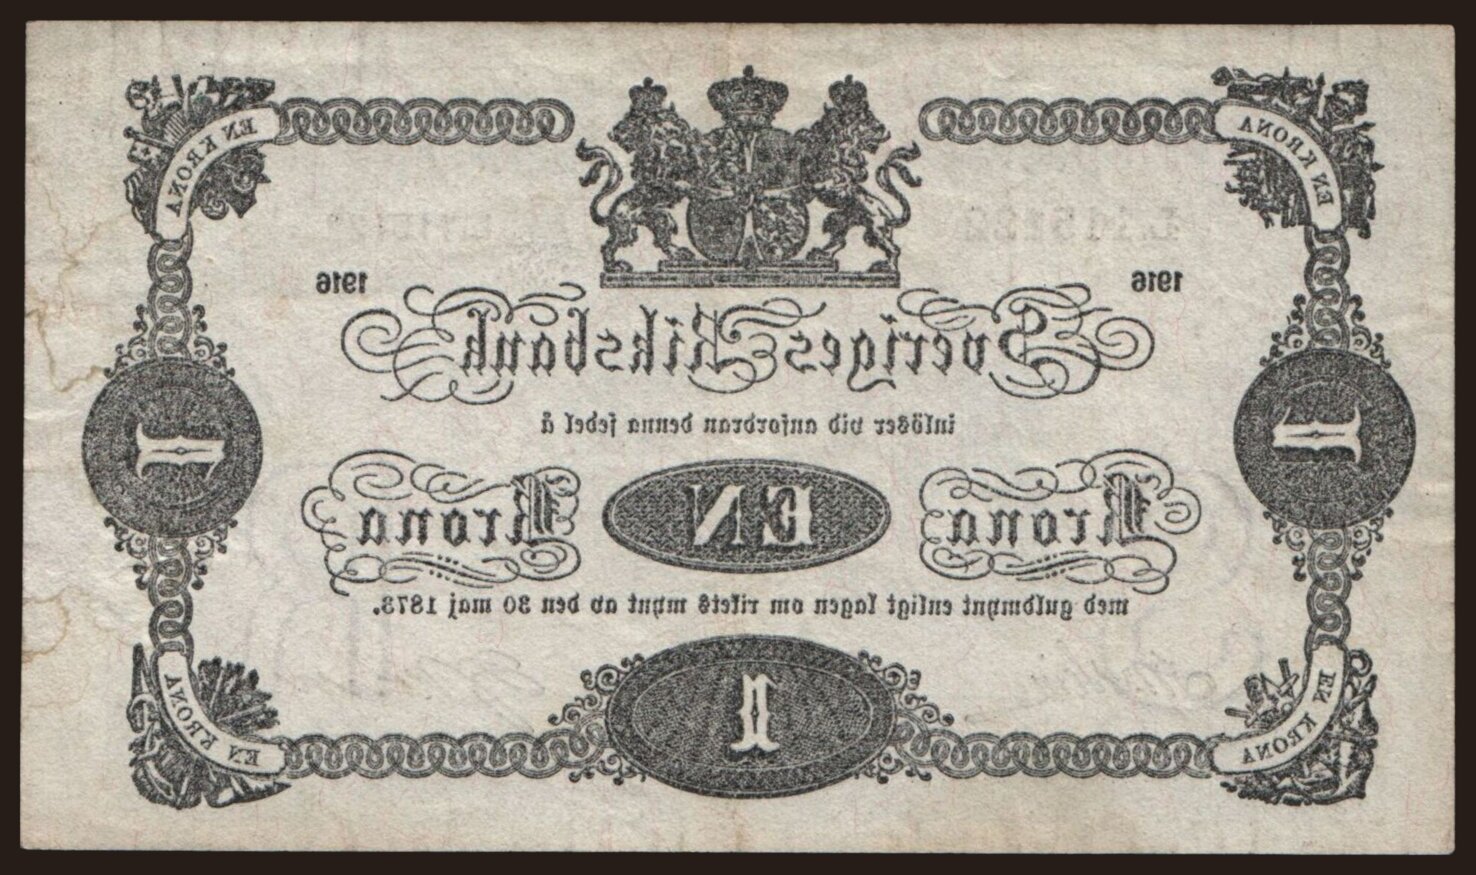 EN KRONA EN KRONA
1916 1916
Sveriges Riksbank
inlöser vid anfordran denna sedel å
1 Krona EN Krona 1
med guldmynt enligt lagen om rikets mynt av den 30 maj 1873.
1
EN KRONA EN KRONA